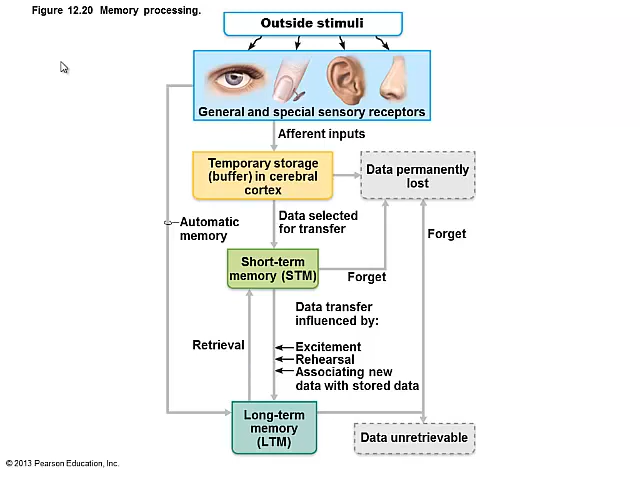 Figure 12.20 Memory processing.
Outside stimuli
General and special sensory receptors
Afferent inputs
Temporary storage
(buffer) in cerebral
cortex
Data permanently
lost
Automatic
memory
Data selected
for transfer
Forget
Short-term
memory (STM)
Forget
Data transfer
influenced by:
Retrieval
Excitement
Rehearsal
Associating new
data with stored data
Long-term
memory
(LTM)
Data unretrievable
© 2013 Pearson Education, Inc.